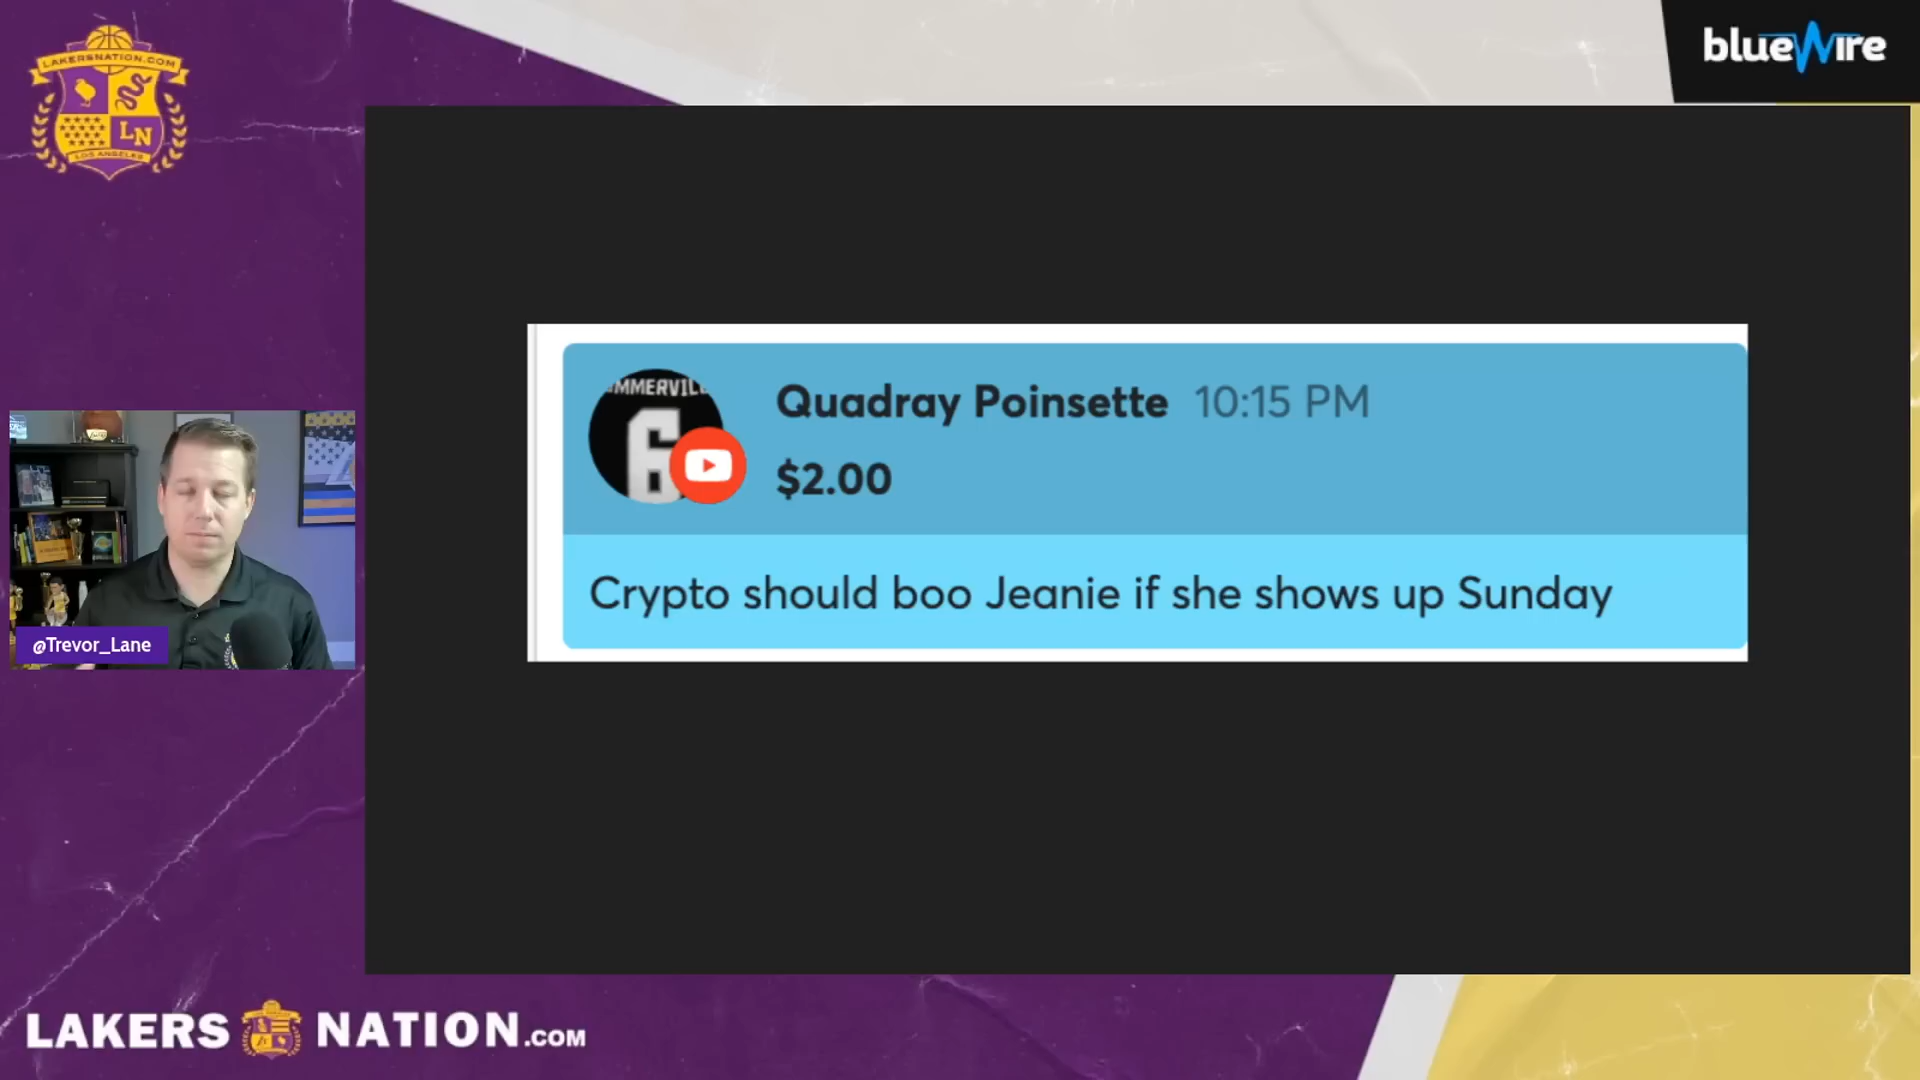 LAKERSNATION.COM
LN
LOS ANGELES
blueWire
Quadray Poinsette 10:15 PM
6
$2.00
Crypto should boo Jeanie if she shows up Sunday
@Trevor_Lane
LAKERS NATION.COM